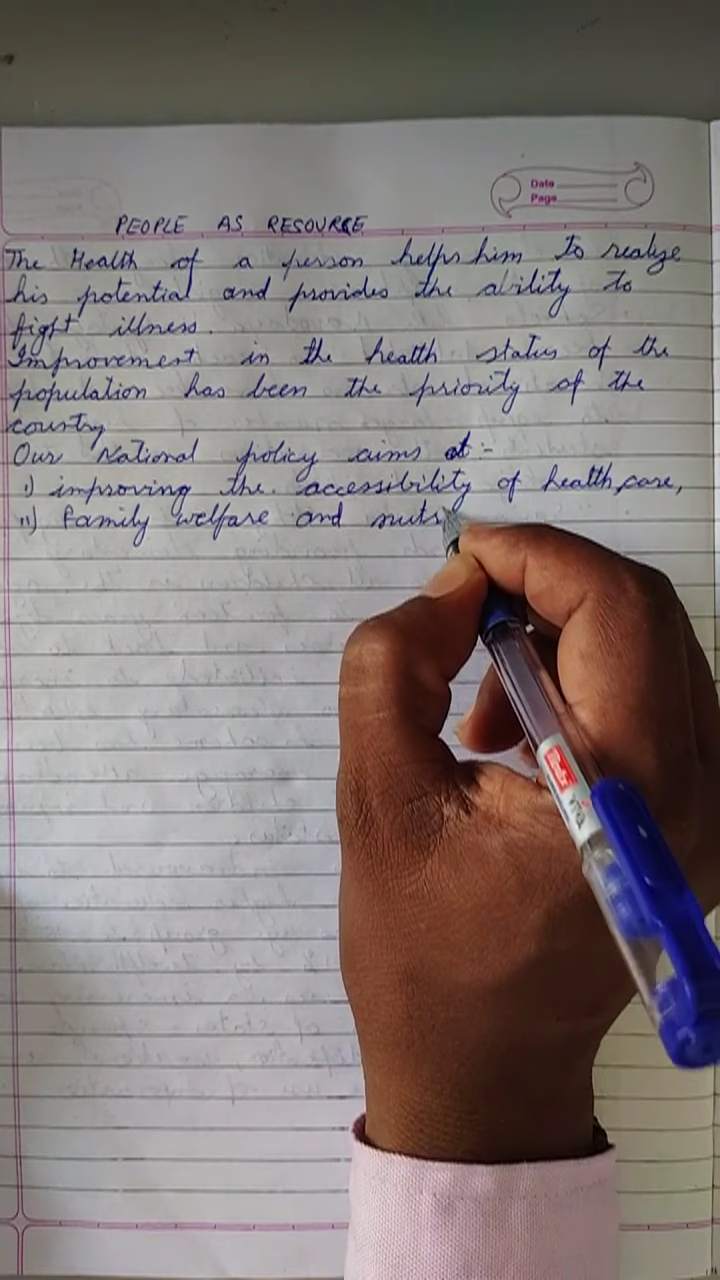 Date
Page
PEOPLE AS RESOURCE
The Health of a person helps him to realize
his potential and provides the ability to
fight illness.
Improvement in the health status of the
population has been the priority of the
country
Our National policy aims at :-
i) improving the accessibility of health,care,
ii) family welfare and nutr